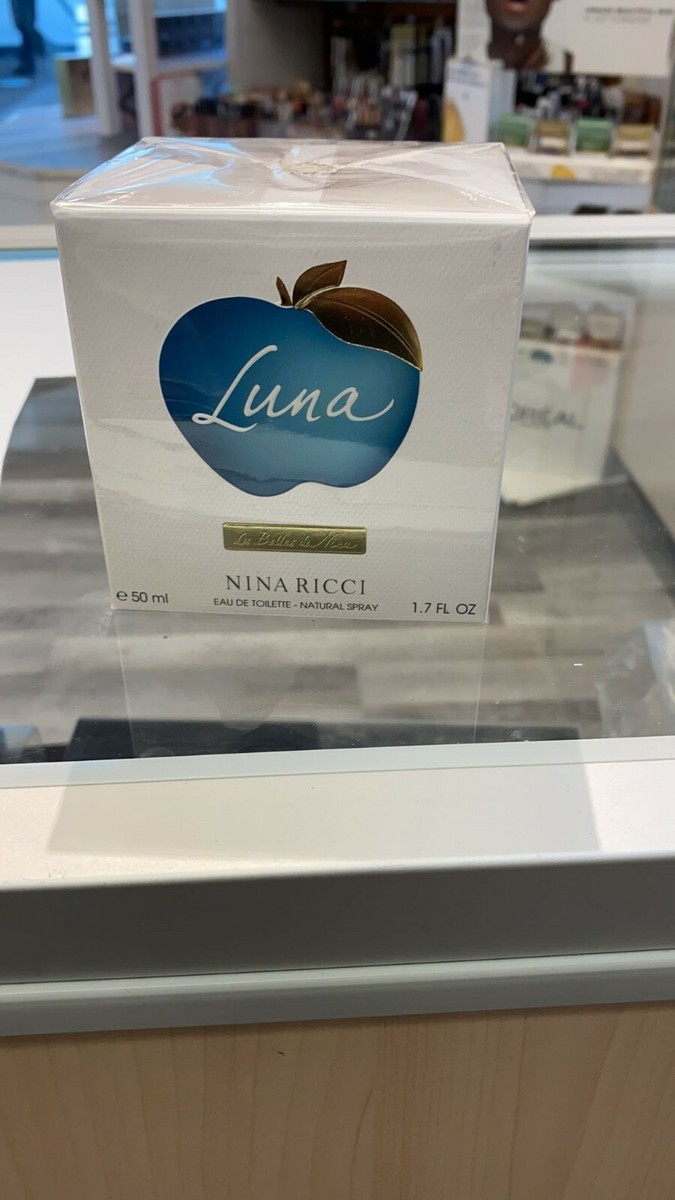 Luna
Les Belles de Nina
NINA RICCI
e 50 ml
EAU DE TOILETTE - NATURAL SPRAY
1.7 FL OZ